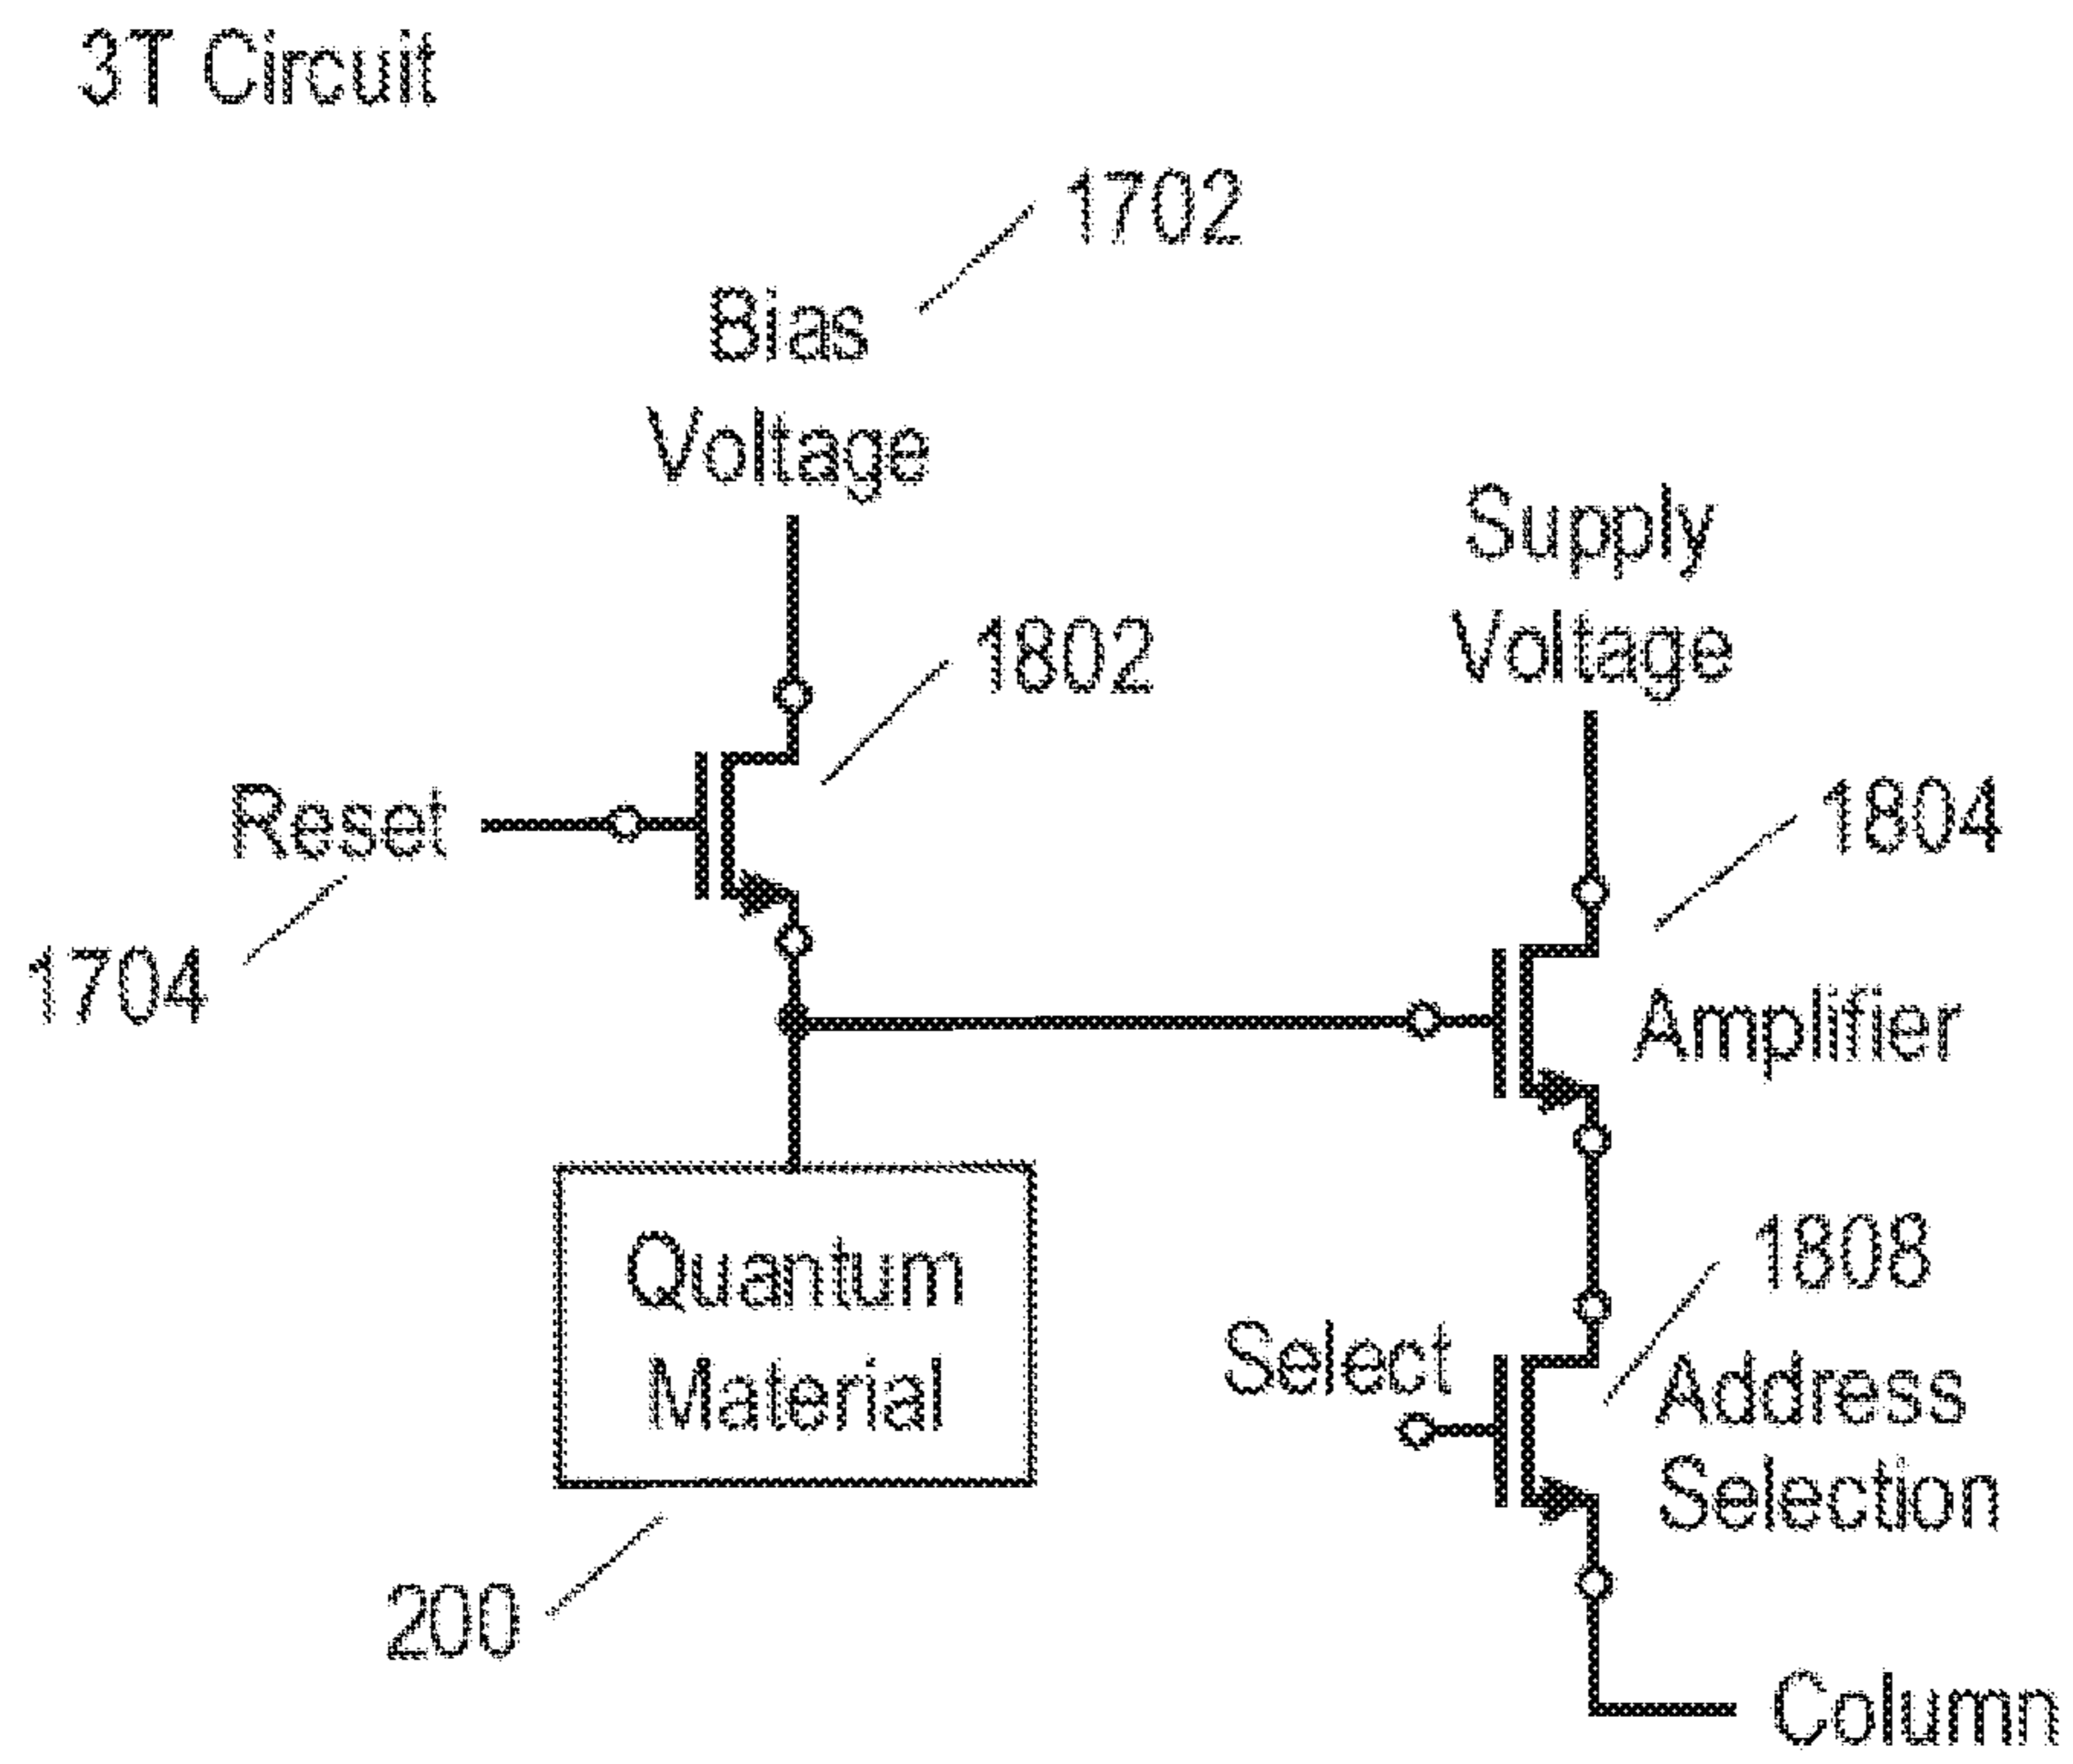 3T Circuit
1702
Bias
Voltage
Supply
Voltage
1802
Reset
1804
1704
Amplifier
Quantum
Material
1808
Select
Address
Selection
200
Column